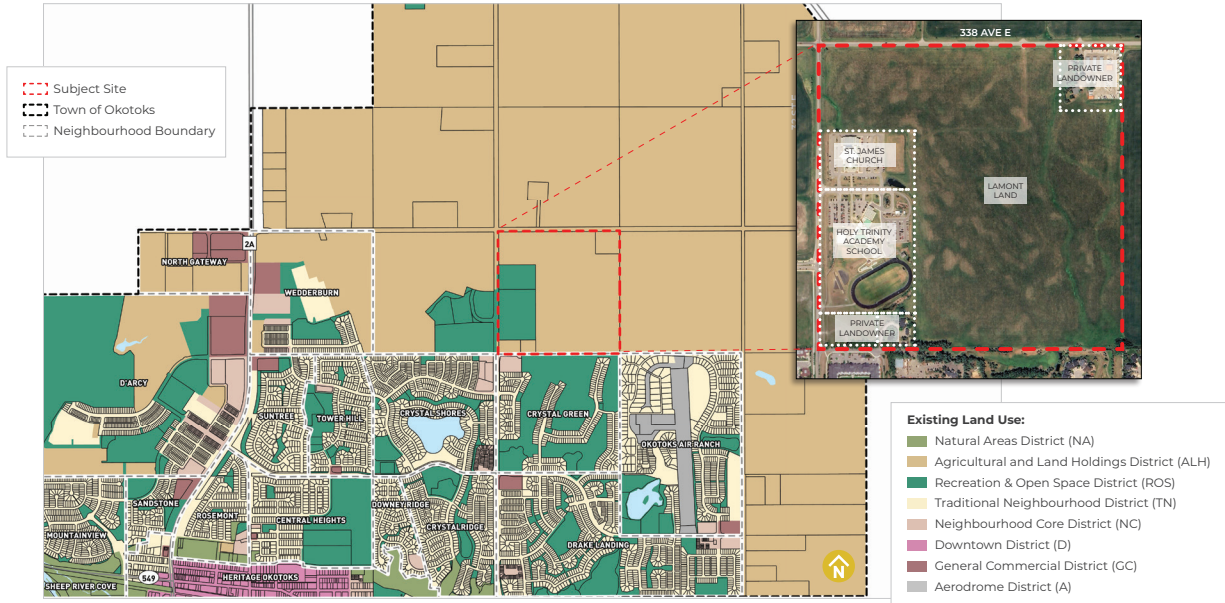 Subject Site
Town of Okotoks
Neighbourhood Boundary
338 AVE E
PRIVATE
LANDOWNER
ST. JAMES
CHURCH
LAMONT
LAND
HOLY TRINITY
ACADEMY
SCHOOL
PRIVATE
LANDOWNER
2A
NORTH GATEWAY
WEDDERBURN
D'ARCY
SUNTREE
TOWER HILL
CRYSTAL SHORES
CRYSTAL GREEN
OKOTOKS AIR RANCH
SANDSTONE
ROSEMONT
CENTRAL HEIGHTS
DOWNEY RIDGE
CRYSTALRIDGE
MOUNTAINVIEW
DRAKE LANDING
549
HERITAGE OKOTOKS
SHEEP RIVER COVE
N
Existing Land Use:
Natural Areas District (NA)
Agricultural and Land Holdings District (ALH)
Recreation & Open Space District (ROS)
Traditional Neighbourhood District (TN)
Neighbourhood Core District (NC)
Downtown District (D)
General Commercial District (GC)
Aerodrome District (A)